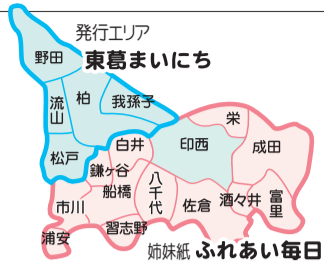 発行エリア
東葛まいにち
野田
流山
柏
我孫子
松戸
栄
白井
印西
成田
鎌ヶ谷
船橋
八千代
市川
佐倉
酒々井
富里
習志野
浦安
姉妹紙 ふれあい毎日